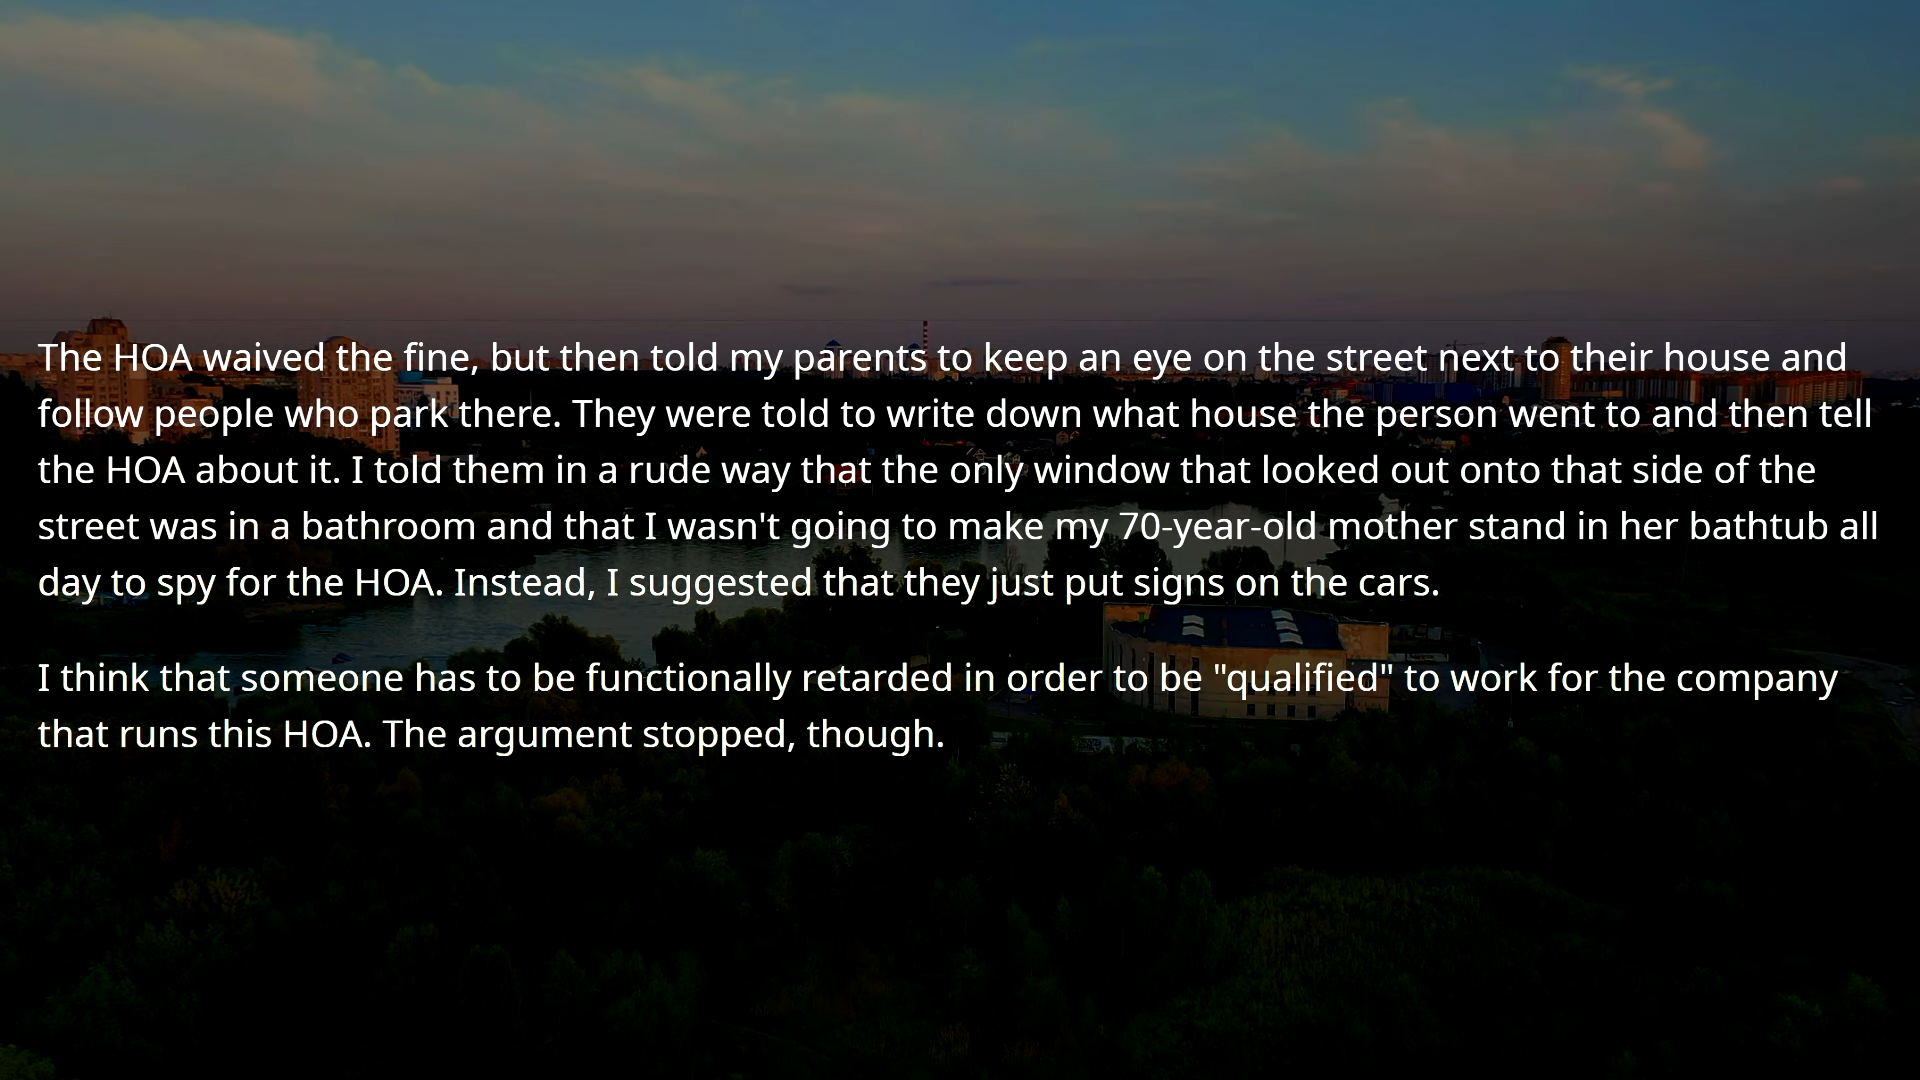 The HOA waived the fine, but then told my parents to keep an eye on the street next to their house and
follow people who park there. They were told to write down what house the person went to and then tell
the HOA about it. I told them in a rude way that the only window that looked out onto that side of the
street was in a bathroom and that I wasn't going to make my 70-year-old mother stand in her bathtub all
day to spy for the HOA. Instead, I suggested that they just put signs on the cars.
I think that someone has to be functionally retarded in order to be "qualified" to work for the company
that runs this HOA. The argument stopped, though.